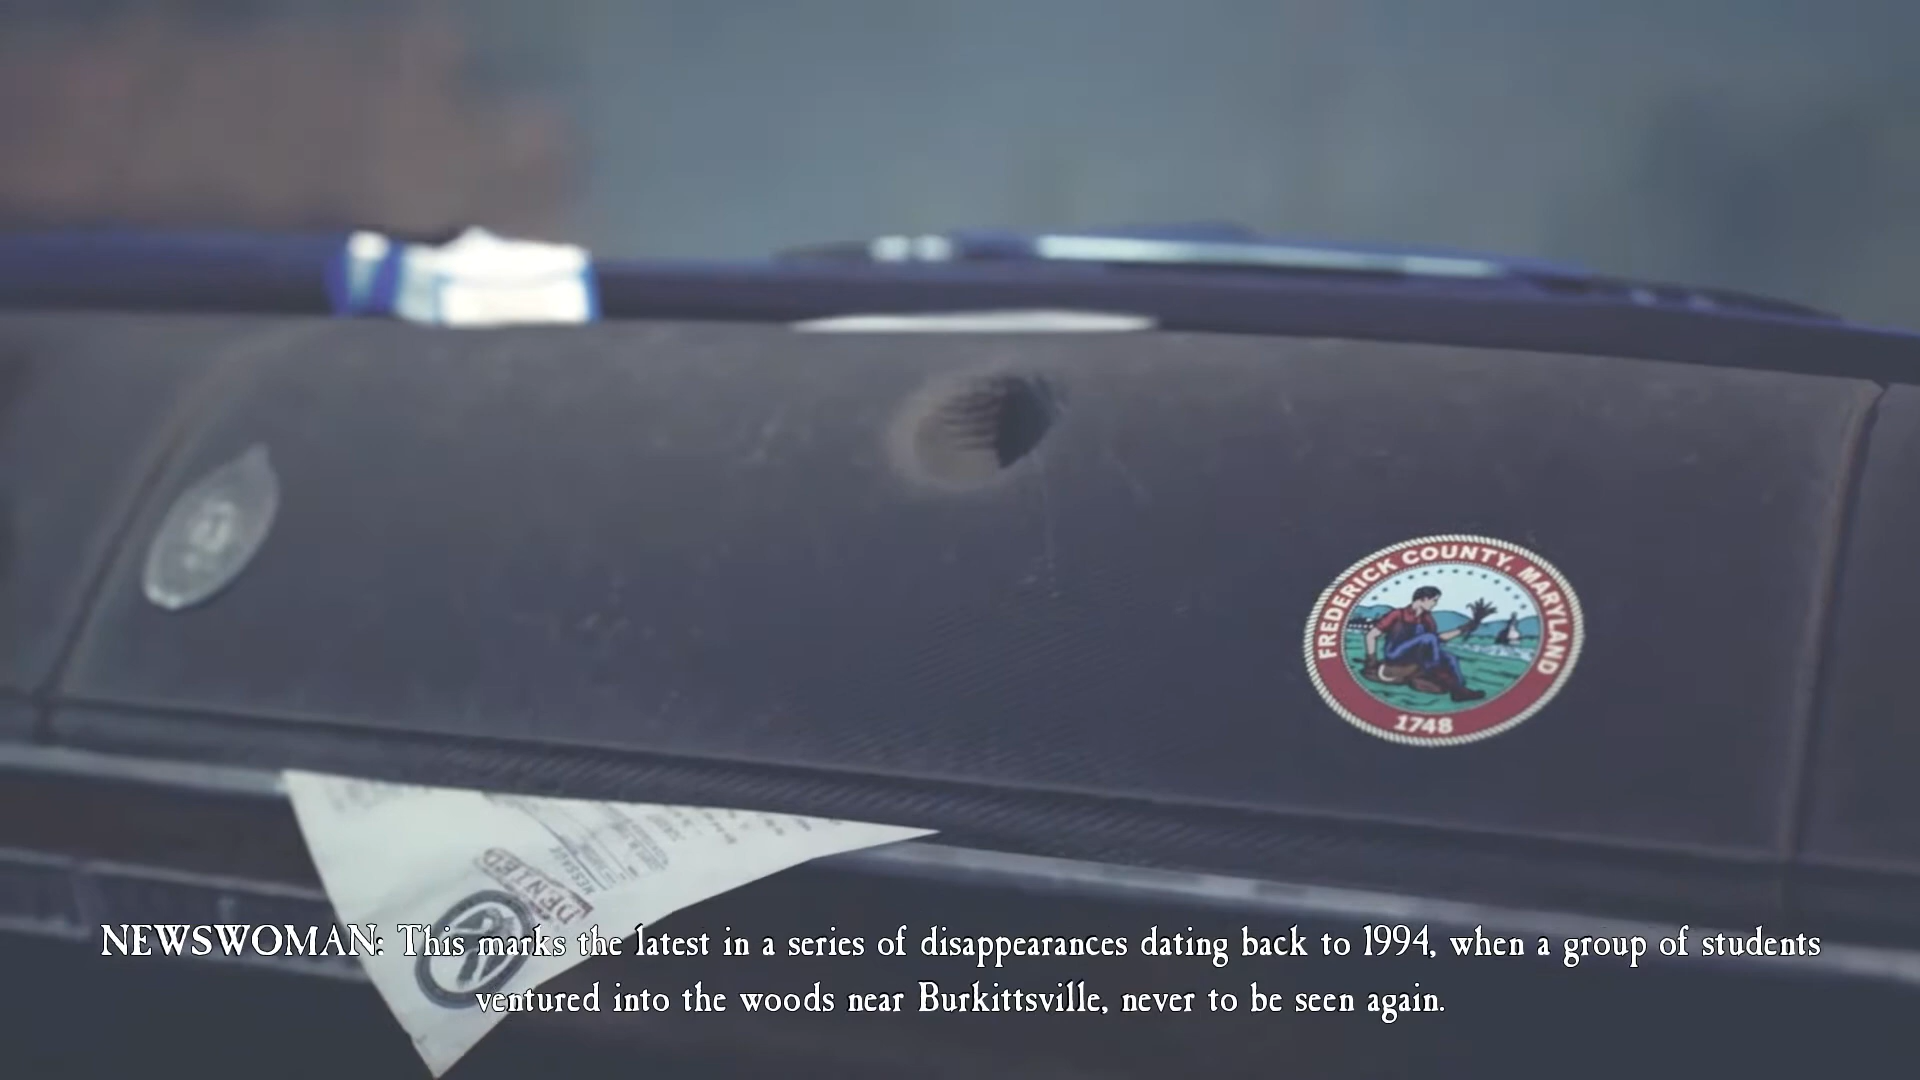 FREDERICK COUNTY, MARYLAND
1748
MESSAGE
DENIED
NEWSWOMAN: This marks the latest in a series of disappearances dating back to 1994, when a group of students
ventured into the woods near Burkittsville, never to be seen again.